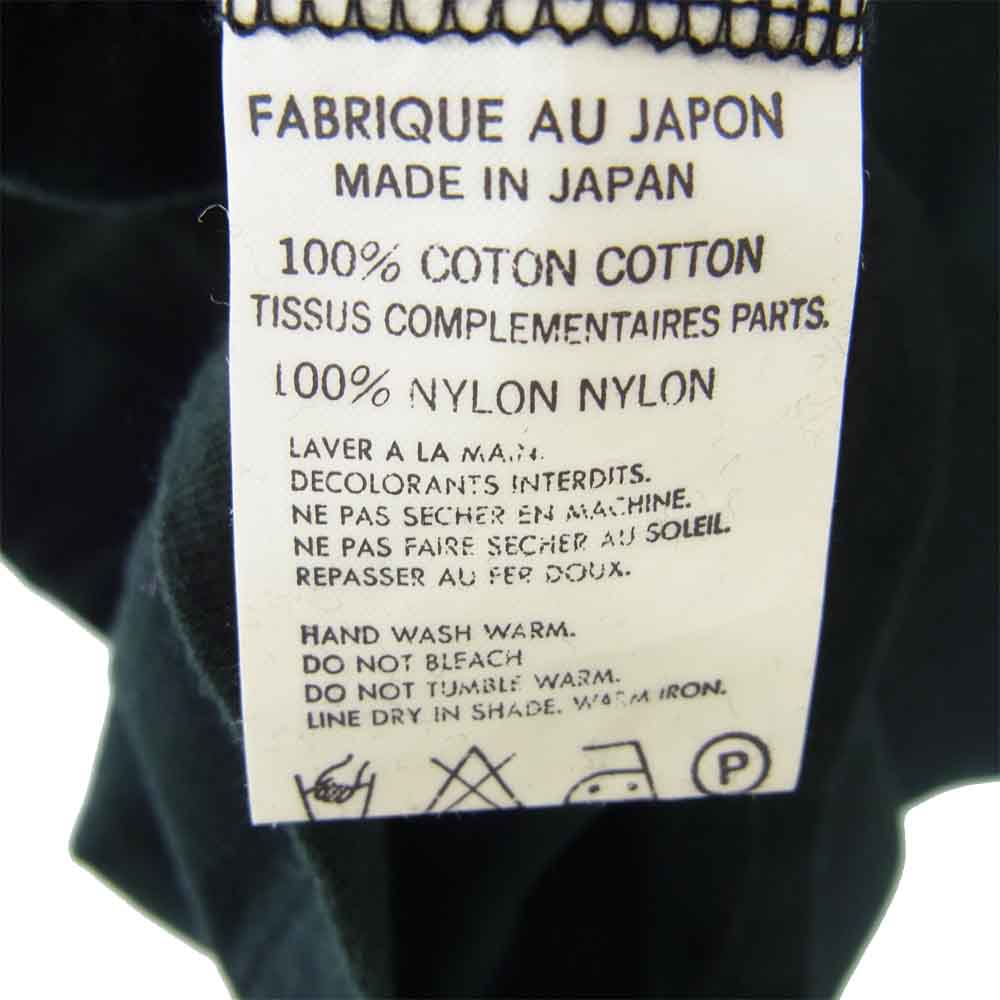 FABRIQUE AU JAPON
MADE IN JAPAN
100% COTON COTTON
TISSUS COMPLEMENTAIRES PARTS.
100% NYLON NYLON
LAVER A LA MAIN.
DECOLORANTS INTERDITS.
NE PAS SECHER EN MACHINE.
NE PAS FAIRE SECHER AU SOLEIL.
REPASSER AU FER DOUX.
HAND WASH WARM.
DO NOT BLEACH
DO NOT TUMBLE WARM.
LINE DRY IN SHADE. WARM IRON.
P